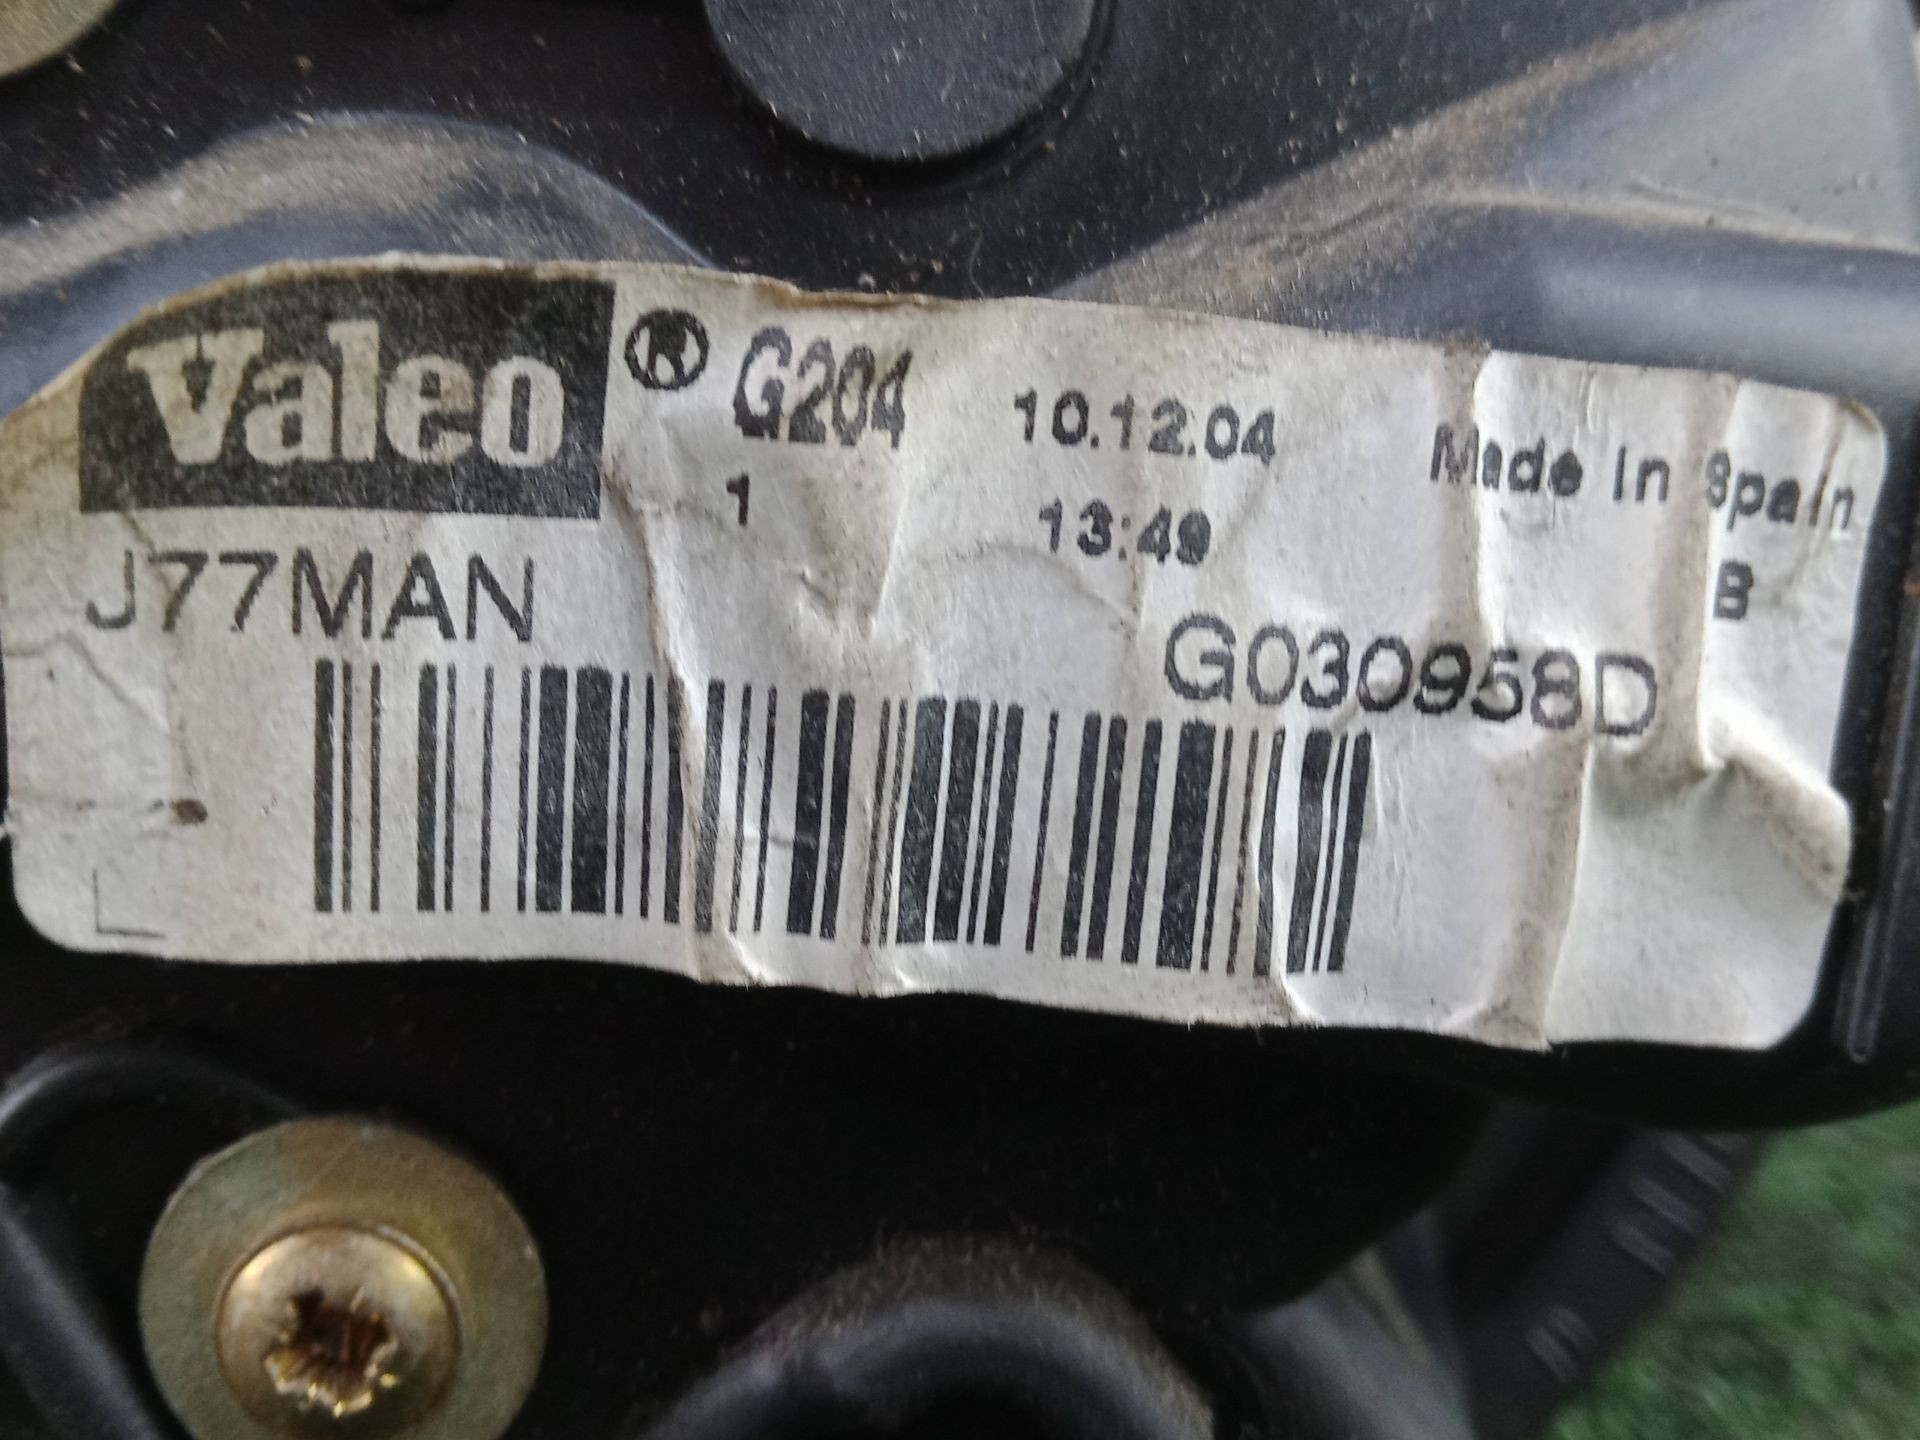 Valeo ® G204 10.12.04 Made in Spain
1 13:49 B
J77MAN G030958D